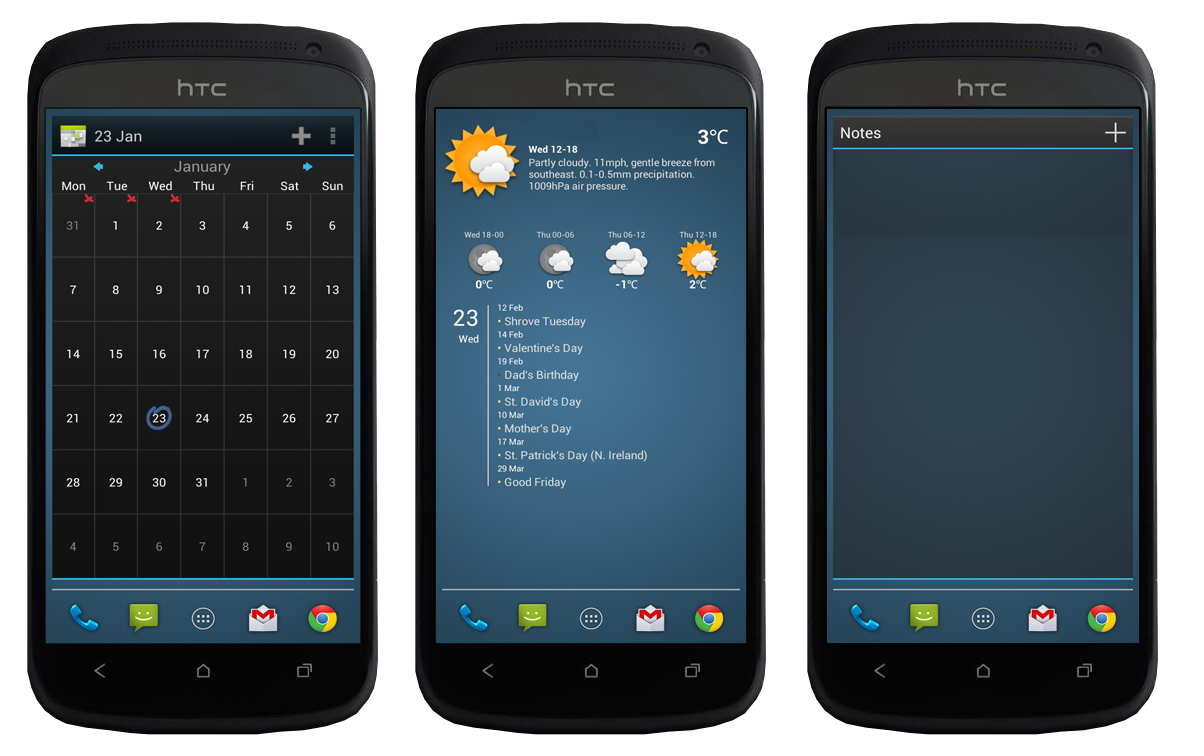 hTC
23 Jan
January
Mon Tue Wed Thu Fri Sat Sun
31 1 2 3 4 5 6
7 8 9 10 11 12 13
14 15 16 17 18 19 20
21 22 23 24 25 26 27
28 29 30 31 1 2 3
4 5 6 7 8 9 10
hTC
3°C
Wed 12-18
Partly cloudy. 11mph, gentle breeze from
southeast. 0.1-0.5mm precipitation.
1009hPa air pressure.
Wed 18-00 Thu 00-06 Thu 06-12 Thu 12-18
0°C 0°C -1°C 2°C
23
Wed
12 Feb
• Shrove Tuesday
14 Feb
• Valentine's Day
19 Feb
• Dad's Birthday
1 Mar
• St. David's Day
10 Mar
• Mother's Day
17 Mar
• St. Patrick's Day (N. Ireland)
29 Mar
• Good Friday
hTC
Notes